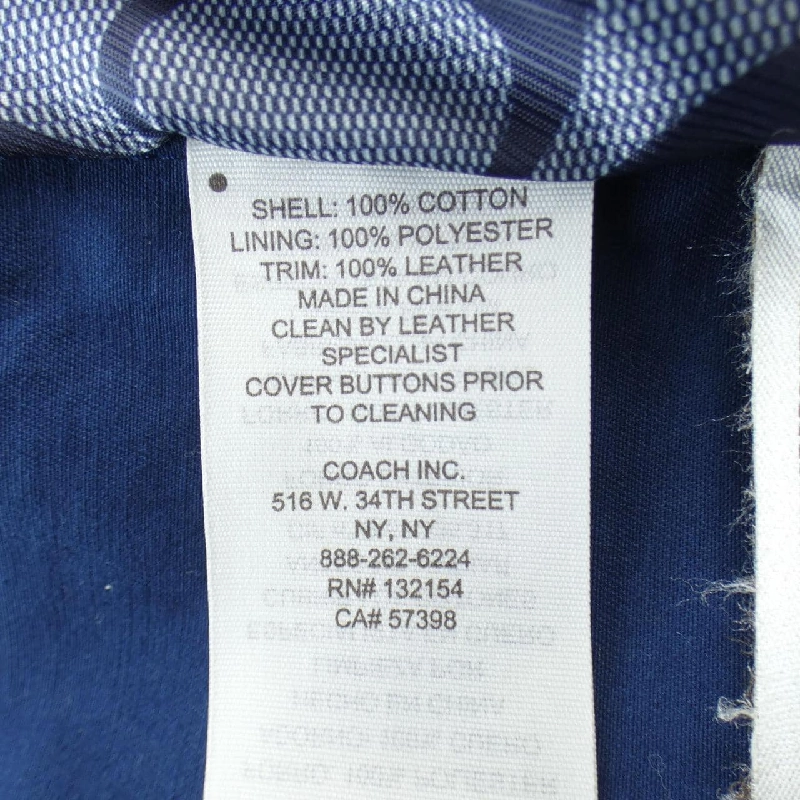 SHELL: 100% COTTON
LINING: 100% POLYESTER
TRIM: 100% LEATHER
MADE IN CHINA
CLEAN BY LEATHER
SPECIALIST
COVER BUTTONS PRIOR
TO CLEANING
COACH INC.
516 W. 34TH STREET
NY, NY
888-262-6224
RN# 132154
CA# 57398